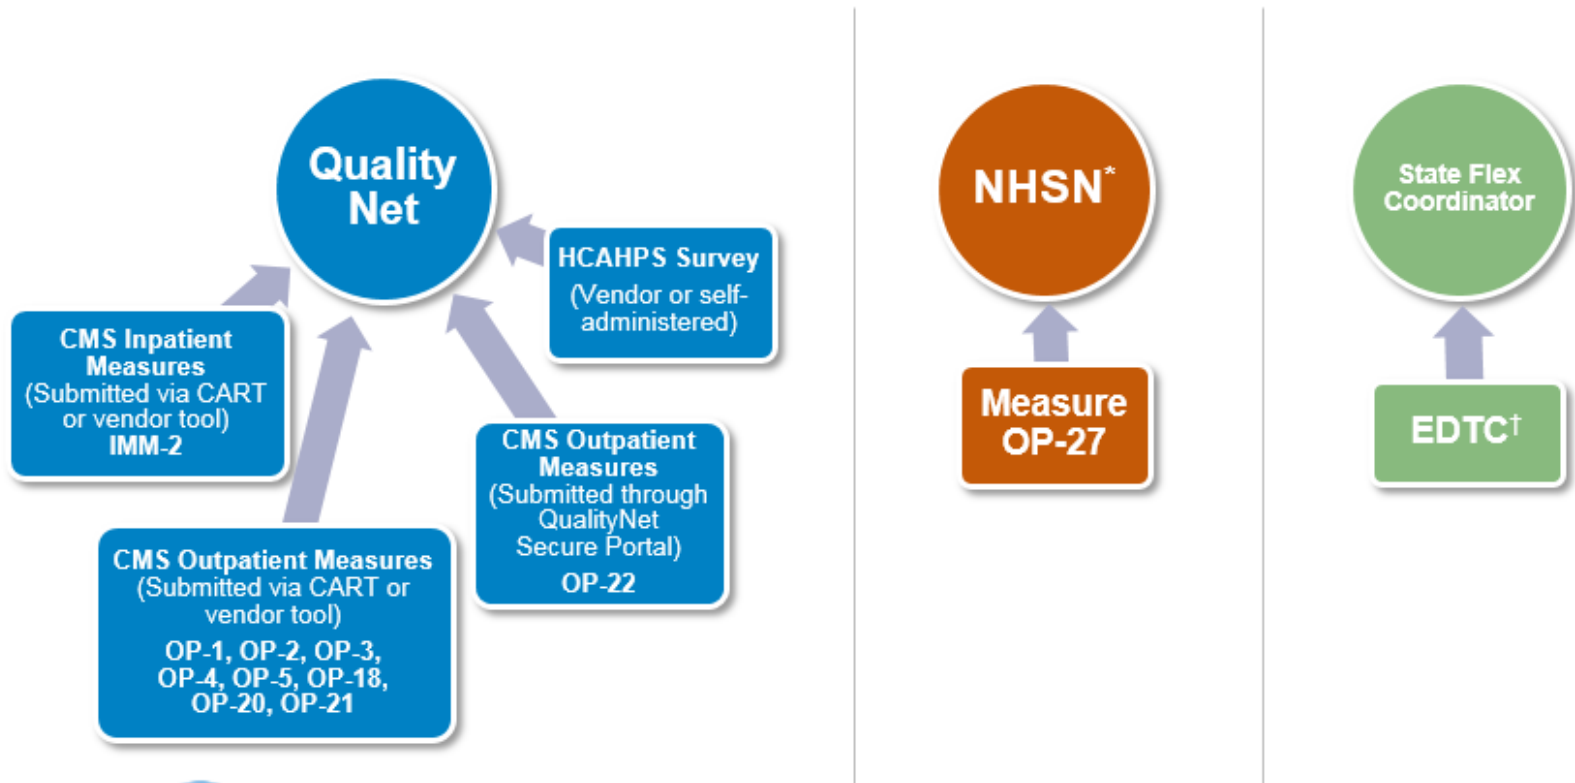 Quality
Net
HCAHPS Survey
(Vendor or self-
administered)
CMS Inpatient
Measures
(Submitted via CART
or vendor tool)
IMM-2
CMS Outpatient
Measures
(Submitted through
QualityNet
Secure Portal)
OP-22
CMS Outpatient Measures
(Submitted via CART or
vendor tool)
OP-1, OP-2, OP-3,
OP-4, OP-5, OP-18,
OP-20, OP-21
NHSN*
Measure
OP-27
State Flex
Coordinator
EDTC†